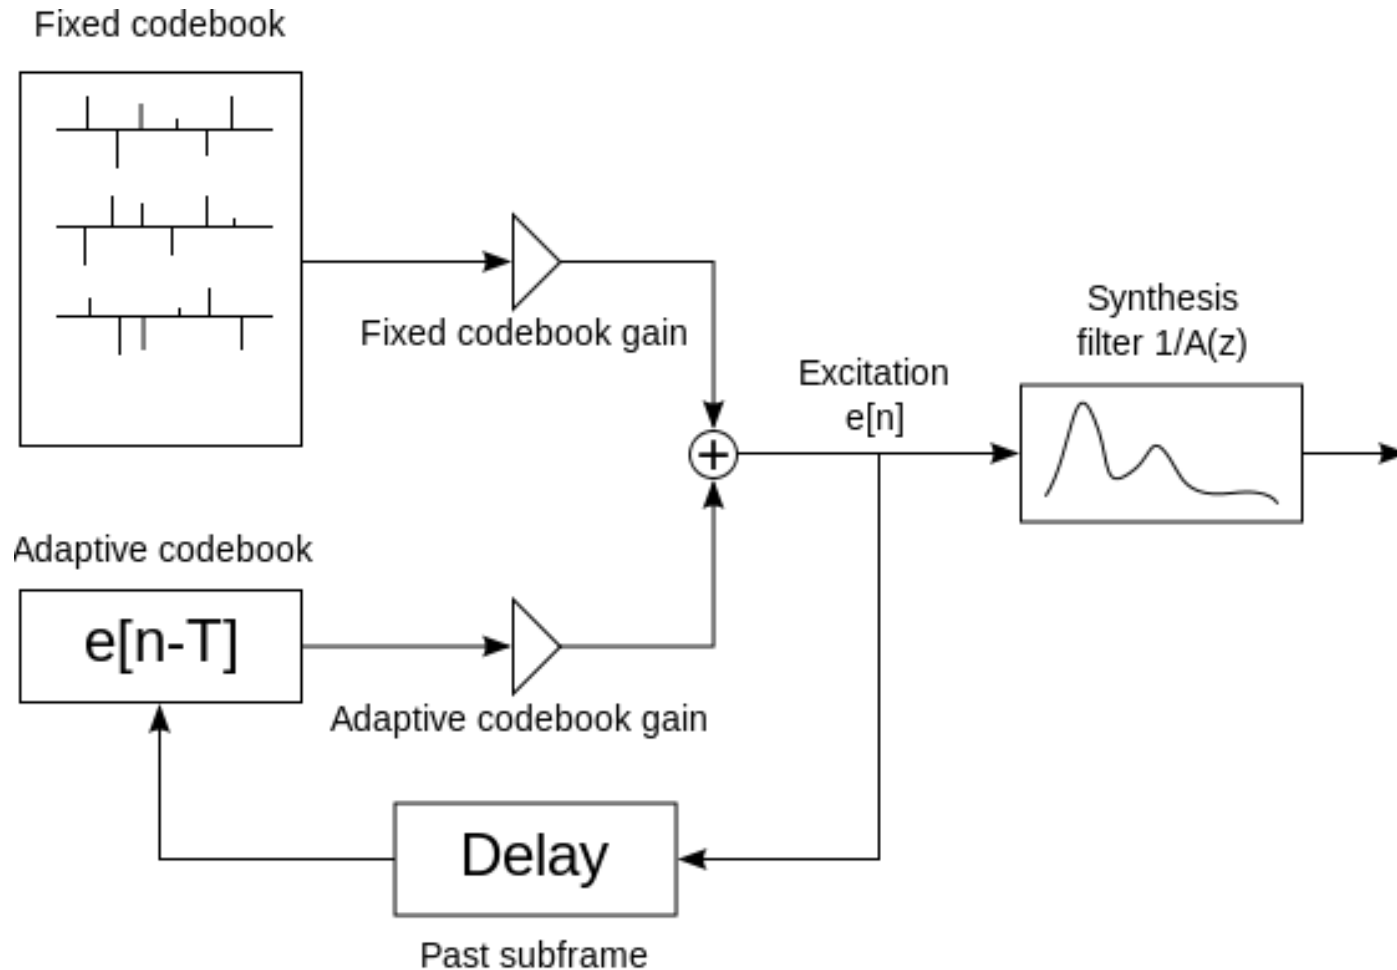 Fixed codebook
Fixed codebook gain
Synthesis
filter 1/A(z)
Excitation
e[n]
Adaptive codebook
e[n-T]
Adaptive codebook gain
Delay
Past subframe